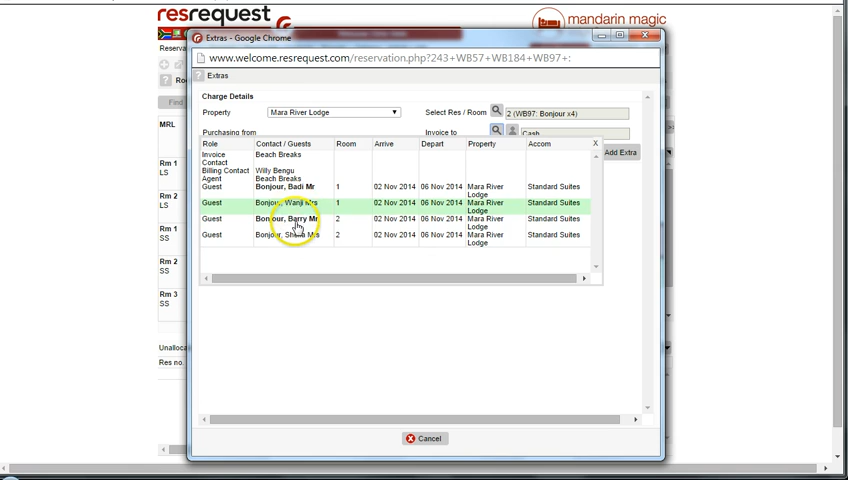 resrequest
mandarin magic
Extras - Google Chrome
www.welcome.resrequest.com/reservation.php?243+WB57+WB184+WB97+:
Reserva
? Extras
? Ro
Charge Details
Find
Property Mara River Lodge Select Res / Room 2 (WB97: Bonjour x4)
MRL
Purchasing from Invoice to Cash
Role Contact / Guests Room Arrive Depart Property Accom X
Add Extra
Invoice Contact Beach Breaks
Billing Contact Willy Bengu
Agent Beach Breaks
Guest Bonjour, Badi Mr 1 02 Nov 2014 06 Nov 2014 Mara River Lodge Standard Suites
Guest Bonjour, Wanji Mrs 1 02 Nov 2014 06 Nov 2014 Mara River Lodge Standard Suites
Guest Bonjour, Barry Mr 2 02 Nov 2014 06 Nov 2014 Mara River Lodge Standard Suites
Guest Bonjour, Mrs 2 02 Nov 2014 06 Nov 2014 Mara River Lodge Standard Suites
Rm 1
LS
Rm 2
LS
Rm 1
SS
Rm 2
SS
Rm 3
SS
Unalloca
Res no.
Cancel